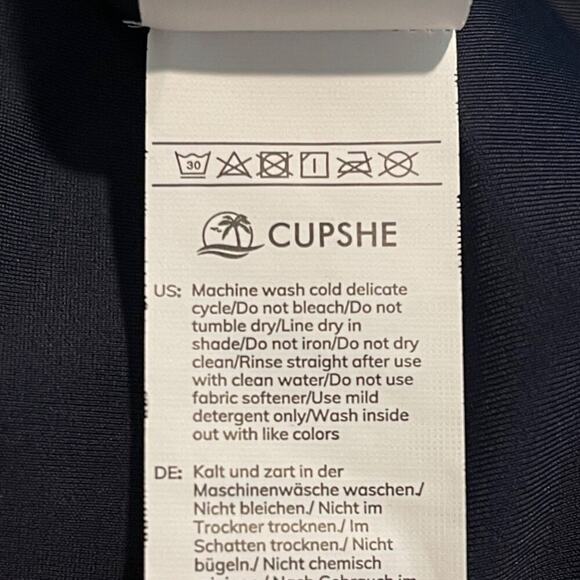 30
CUPSHE
US: Machine wash cold delicate
cycle/Do not bleach/Do not
tumble dry/Line dry in
shade/Do not iron/Do not dry
clean/Rinse straight after use
with clean water/Do not use
fabric softener/Use mild
detergent only/Wash inside
out with like colors
DE: Kalt und zart in der
Maschinenwäsche waschen./
Nicht bleichen./ Nicht im
Trockner trocknen./ Im
Schatten trocknen./ Nicht
bügeln./ Nicht chemisch